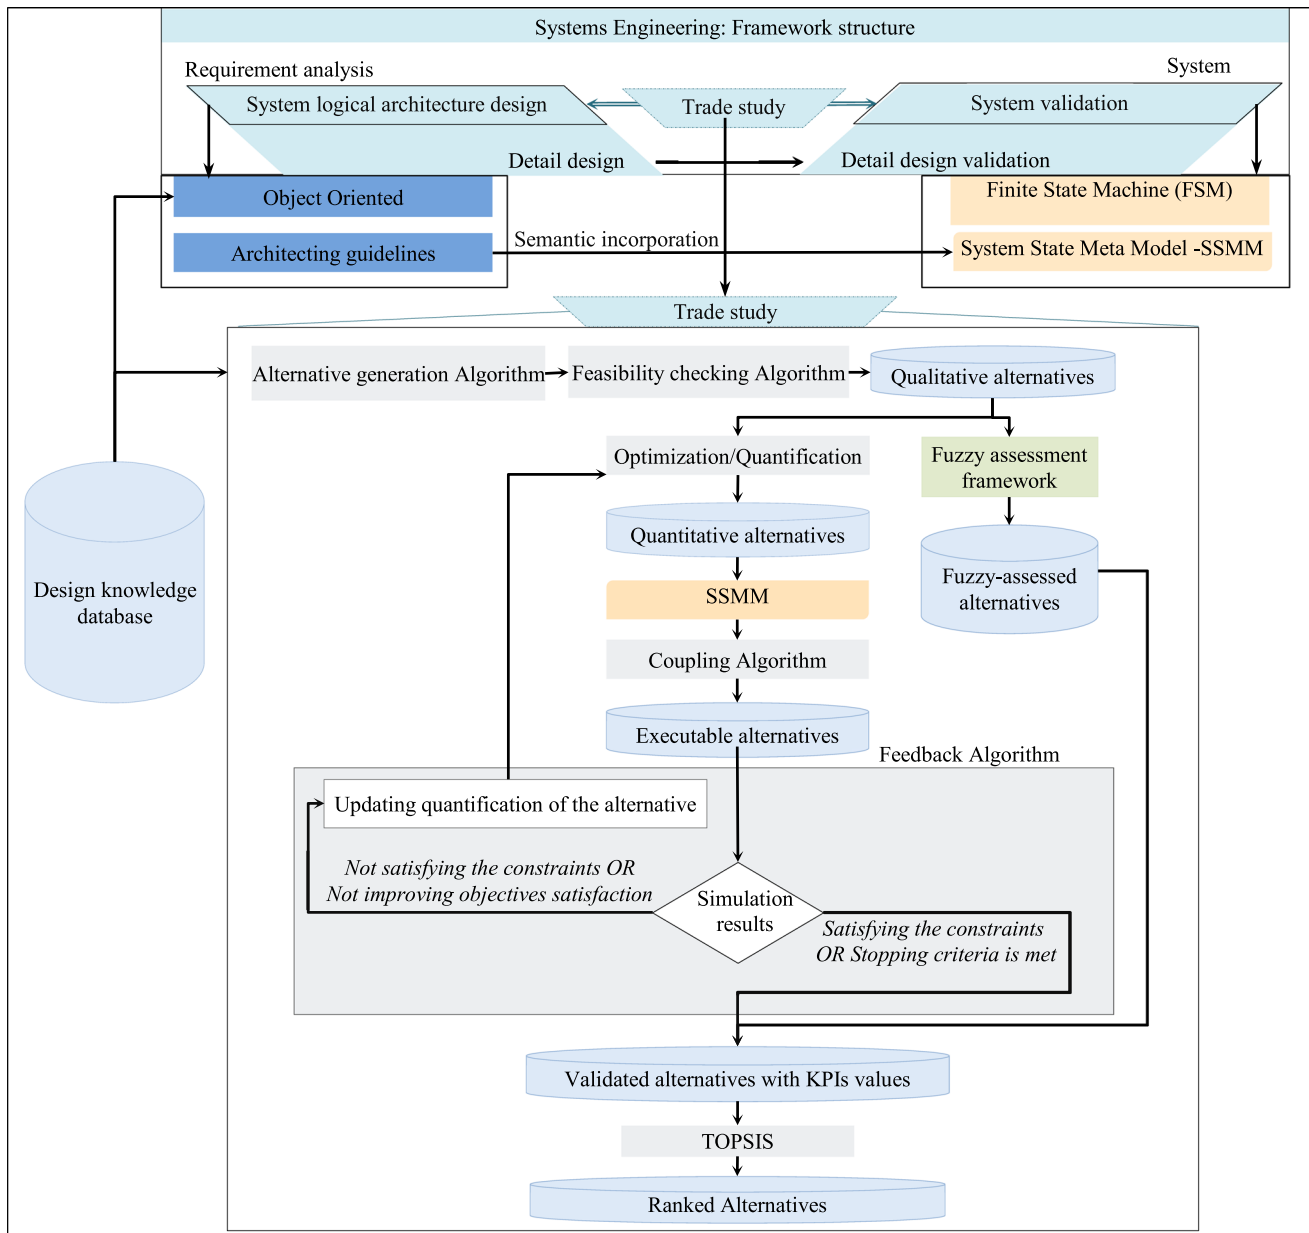 Systems Engineering: Framework structure
Requirement analysis
System
System logical architecture design
Trade study
System validation
Detail design
Detail design validation
Object Oriented
Finite State Machine (FSM)
Architecting guidelines
Semantic incorporation
System State Meta Model -SSMM
Trade study
Alternative generation Algorithm
Feasibility checking Algorithm
Qualitative alternatives
Optimization/Quantification
Fuzzy assessment
framework
Quantitative alternatives
Design knowledge
database
Fuzzy-assessed
alternatives
SSMM
Coupling Algorithm
Executable alternatives
Feedback Algorithm
Updating quantification of the alternative
Not satisfying the constraints OR
Not improving objectives satisfaction
Simulation
results
Satisfying the constraints
OR Stopping criteria is met
Validated alternatives with KPIs values
TOPSIS
Ranked Alternatives